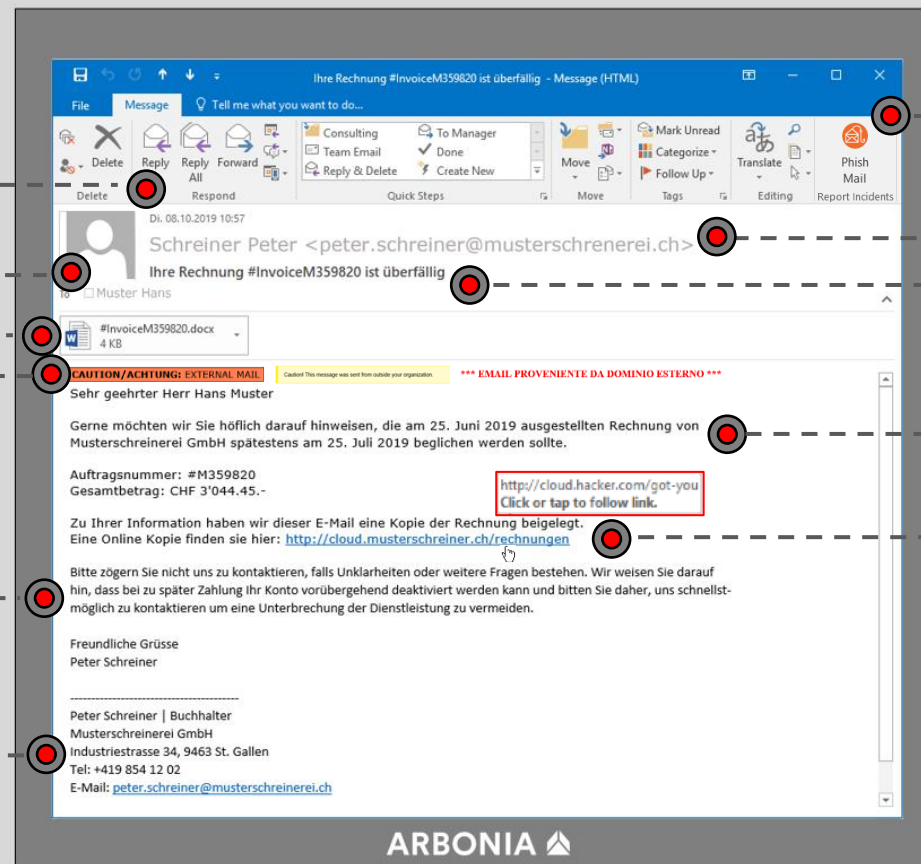 Ihre Rechnung #InvoiceM359820 ist überfällig - Message (HTML)
File Message Tell me what you want to do...
Delete Reply Reply All Forward
Consulting To Manager
Team Email Done
Reply & Delete Create New
Move
Mark Unread
Categorize
Follow Up
Translate
Phish Mail
Delete Respond Quick Steps Move Tags Editing Report Incidents
Di. 08.10.2019 10:57
Schreiner Peter <peter.schreiner@musterschrenerei.ch>
Ihre Rechnung #InvoiceM359820 ist überfällig
To Muster Hans
#InvoiceM359820.docx
4 KB
CAUTION/ACHTUNG: EXTERNAL MAIL Caution! This message was sent from outside your organization. *** EMAIL PROVENIENTE DA DOMINIO ESTERNO ***
Sehr geehrter Herr Hans Muster
Gerne möchten wir Sie höflich darauf hinweisen, die am 25. Juni 2019 ausgestellten Rechnung von
Musterschreinerei GmbH spätestens am 25. Juli 2019 beglichen werden sollte.
Auftragsnummer: #M359820
Gesamtbetrag: CHF 3'044.45.-
http://cloud.hacker.com/got-you
Click or tap to follow link.
Zu Ihrer Information haben wir dieser E-Mail eine Kopie der Rechnung beigelegt.
Eine Online Kopie finden sie hier: http://cloud.musterschreiner.ch/rechnungen
Bitte zögern Sie nicht uns zu kontaktieren, falls Unklarheiten oder weitere Fragen bestehen. Wir weisen Sie darauf
hin, dass bei zu später Zahlung Ihr Konto vorübergehend deaktiviert werden kann und bitten Sie daher, uns schnellst-
möglich zu kontaktieren um eine Unterbrechung der Dienstleistung zu vermeiden.
Freundliche Grüsse
Peter Schreiner
----------------------------------------
Peter Schreiner | Buchhalter
Musterschreinerei GmbH
Industriestrasse 34, 9463 St. Gallen
Tel: +419 854 12 02
E-Mail: peter.schreiner@musterschreinerei.ch
ARBONIA